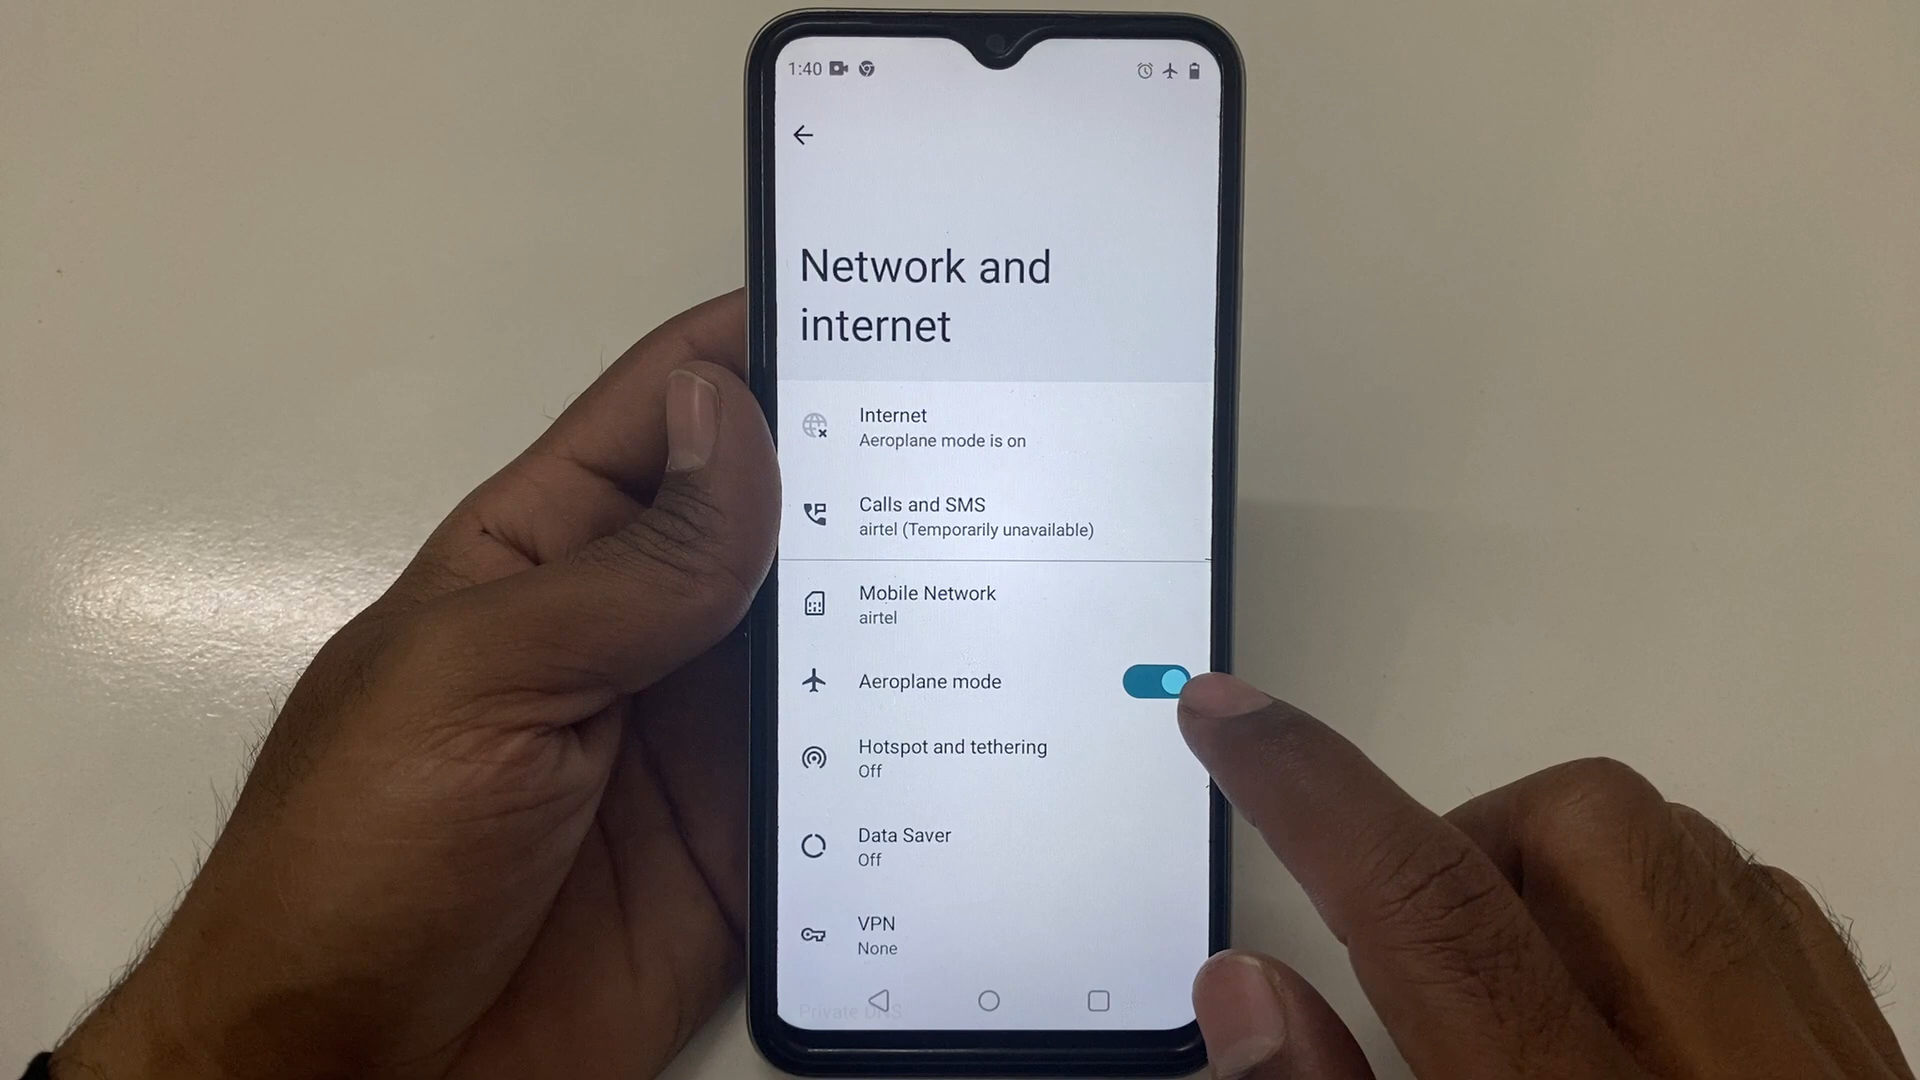 1:40
Network and
internet
Internet
Aeroplane mode is on
Calls and SMS
airtel (Temporarily unavailable)
Mobile Network
airtel
Aeroplane mode
Hotspot and tethering
Off
Data Saver
Off
VPN
None
Private DNS